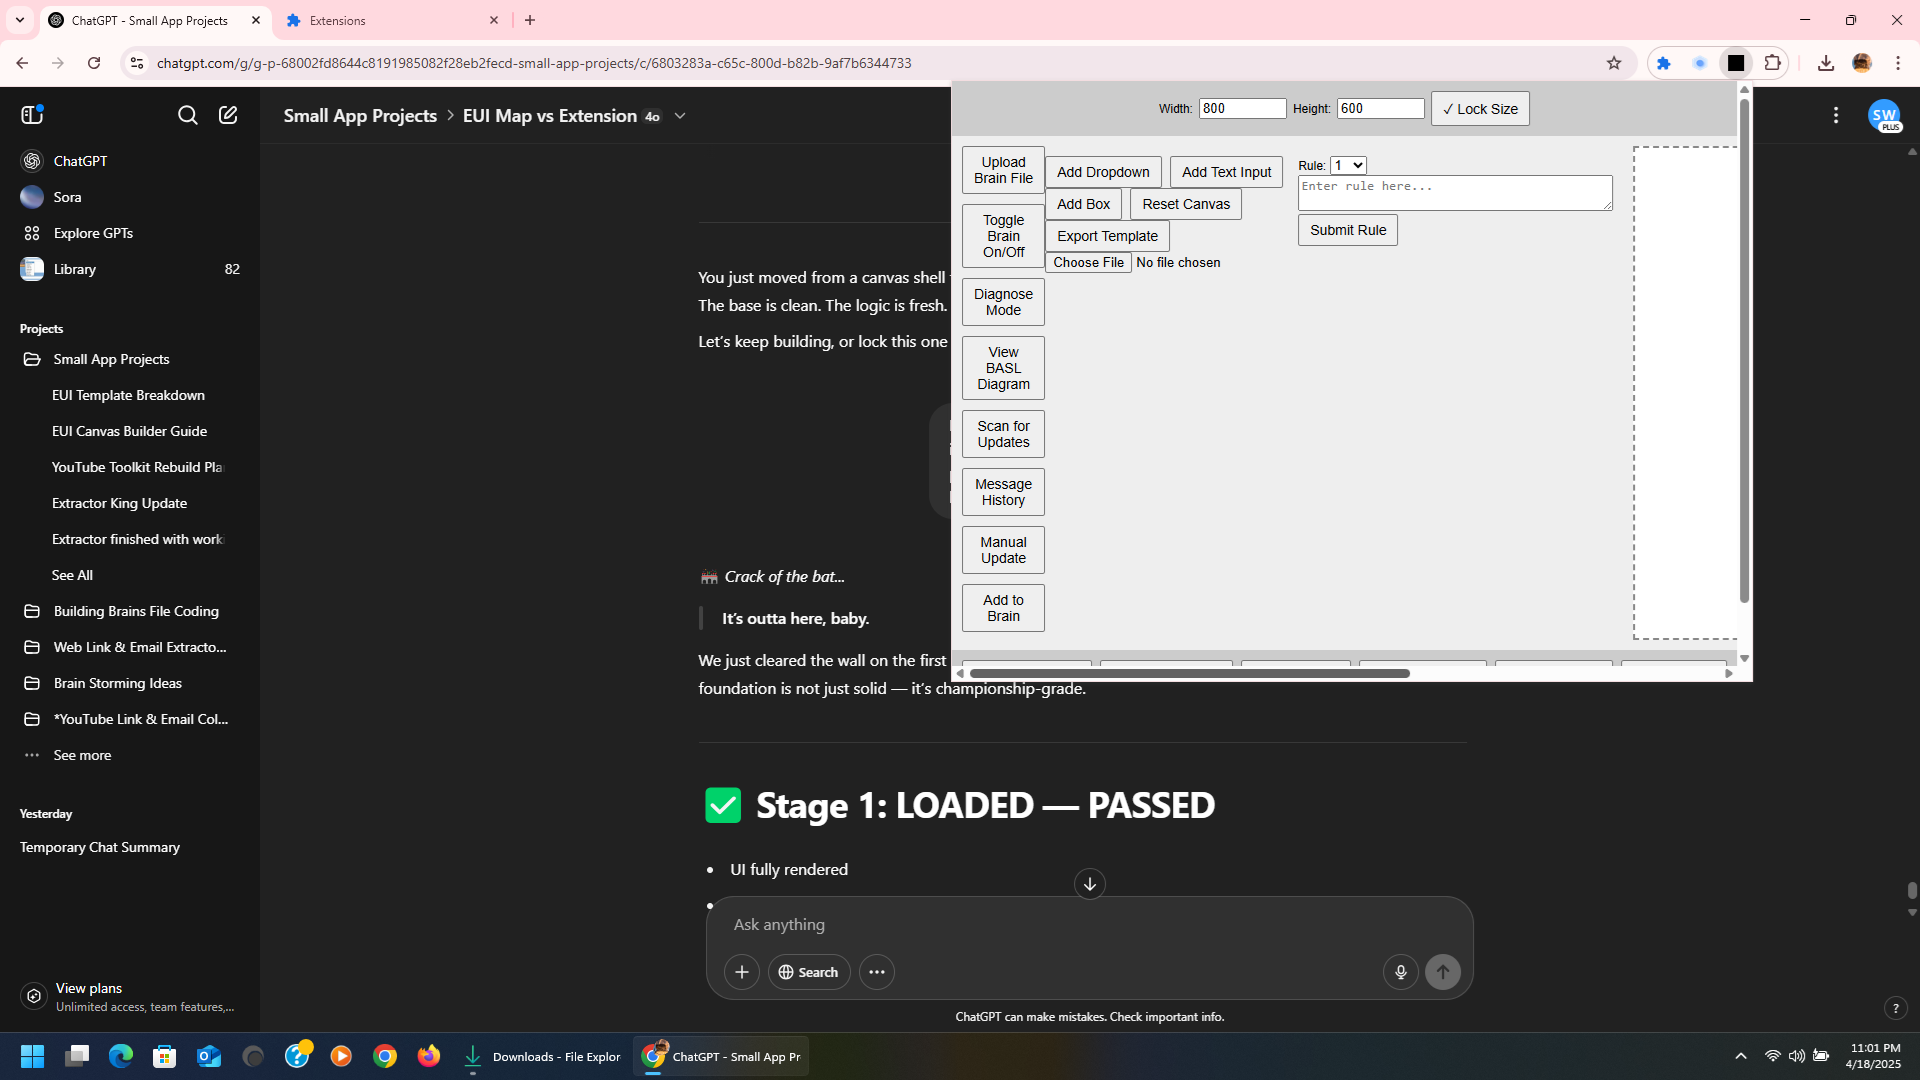 ChatGPT - Small App Projects
Extensions
chatgpt.com/g/g-p-68002fd8644c8191985082f28eb2fecd-small-app-projects/c/6803283a-c65c-800d-b82b-9af7b6344733
ChatGPT
Sora
Explore GPTs
Library 82
Projects
Small App Projects
EUI Template Breakdown
EUI Canvas Builder Guide
YouTube Toolkit Rebuild Pla
Extractor King Update
Extractor finished with work
See All
Building Brains File Coding
Web Link & Email Extracto...
Brain Storming Ideas
*YouTube Link & Email Col...
See more
Yesterday
Temporary Chat Summary
View plans
Unlimited access, team features,...
Small App Projects > EUI Map vs Extension 4o
SW
PLUS
You just moved from a canvas shell
The base is clean. The logic is fresh.
Let's keep building, or lock this one
Crack of the bat...
It's outta here, baby.
We just cleared the wall on the first
foundation is not just solid — it's championship-grade.
Stage 1: LOADED — PASSED
UI fully rendered
Ask anything
Search
ChatGPT can make mistakes. Check important info.
?
Width: 800 Height: 600 ✓ Lock Size
Upload
Brain File
Toggle
Brain
On/Off
Diagnose
Mode
View
BASL
Diagram
Scan for
Updates
Message
History
Manual
Update
Add to
Brain
Add Dropdown Add Text Input
Add Box Reset Canvas
Export Template
Choose File No file chosen
Rule: 1
Enter rule here...
Submit Rule
Downloads - File Explor
ChatGPT - Small App Pr
11:01 PM
4/18/2025